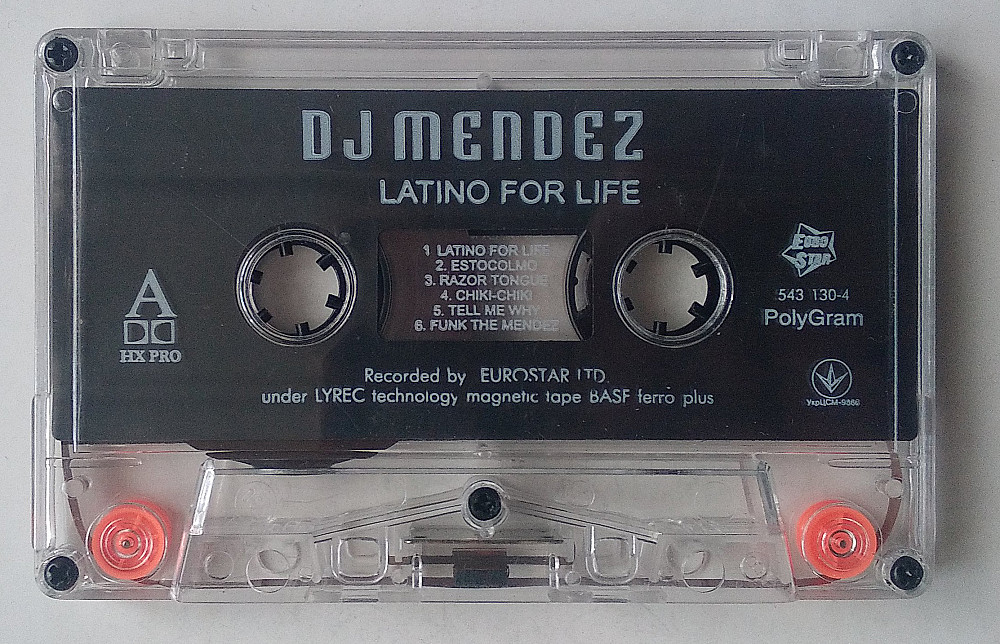 DJ MENDEZ
LATINO FOR LIFE
1 LATINO FOR LIFE
2. ESTOCOLMO
3. RAZOR TONGUE
4. CHIKI-CHIKI
5. TELL ME WHY
6. FUNK THE MENDEZ
EURO
STAR
543 130-4
PolyGram
A
HX PRO
Recorded by EUROSTAR LTD.
under LYREC technology magnetic tape BASF ferro plus